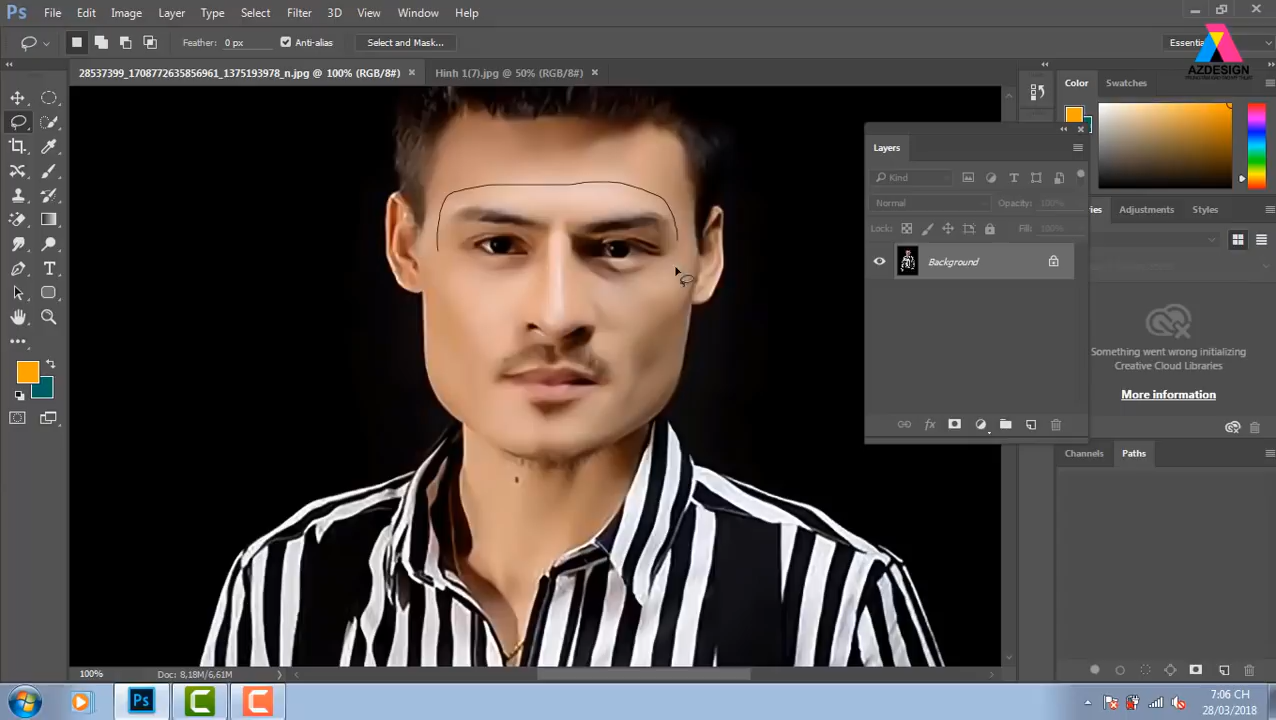 Ps File Edit Image Layer Type Select Filter 3D View Window Help
Feather: 0 px Anti-alias Select and Mask... Essentia
AZDESIGN
28537399_1708772635856961_1375193978_n.jpg @ 100% (RGB/8#) × Hinh 1(7).jpg @ 100% (RGB/8#) ×
Color Swatches
Layers
Kind
Normal Opacity: 100%
ries Adjustments Styles
Lock: Fill: 100%
Background
Something went wrong initializing
Creative Cloud Libraries
More information
Channels Paths
100% Doc: 8,18M/6,61M
Ps
7:06 CH
28/03/2018